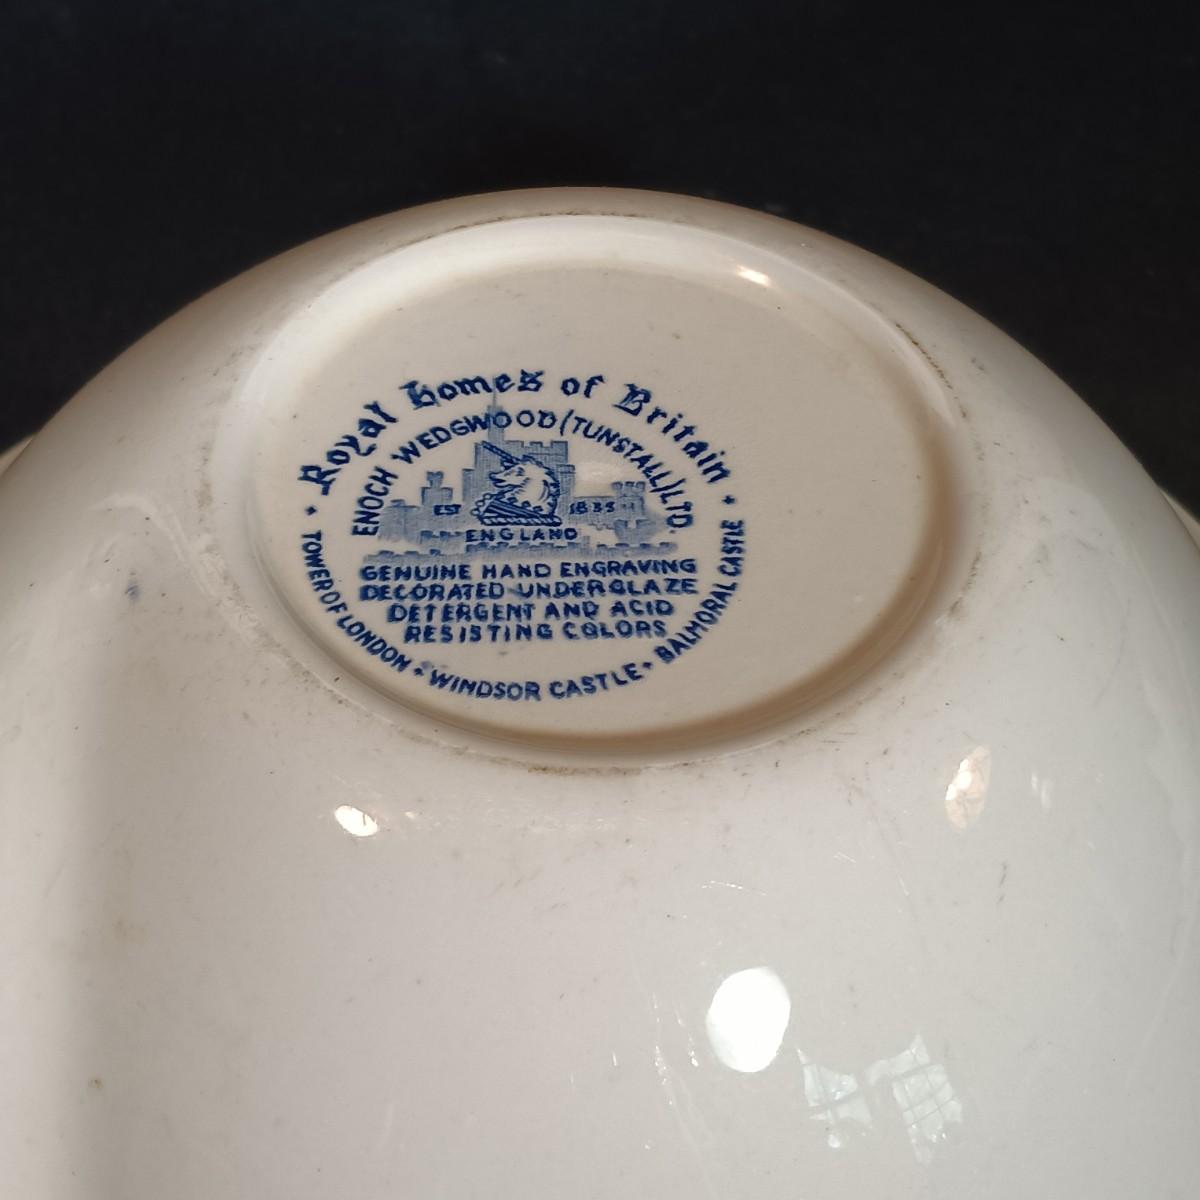 Royal Homes of Britain
ENOCH WEDGWOOD (TUNSTALL) LTD.
EST 1835
ENGLAND
GENUINE HAND ENGRAVING
DECORATED UNDERGLAZE
DETERGENT AND ACID
RESISTING COLORS
TOWER OF LONDON • WINDSOR CASTLE • BALMORAL CASTLE